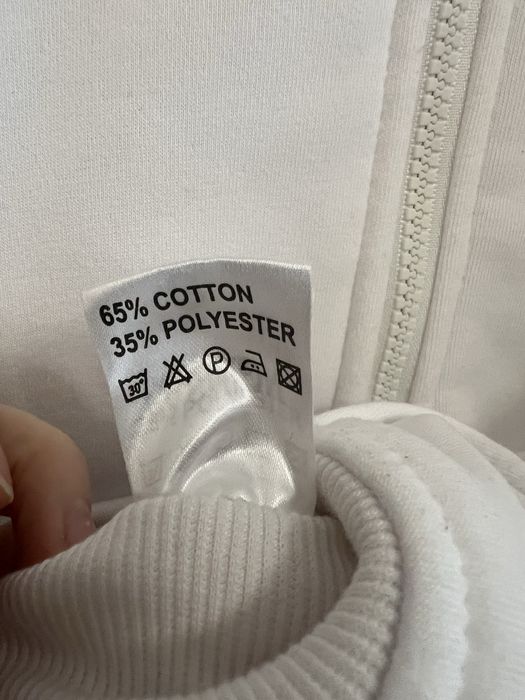 65% COTTON
35% POLYESTER
30° P